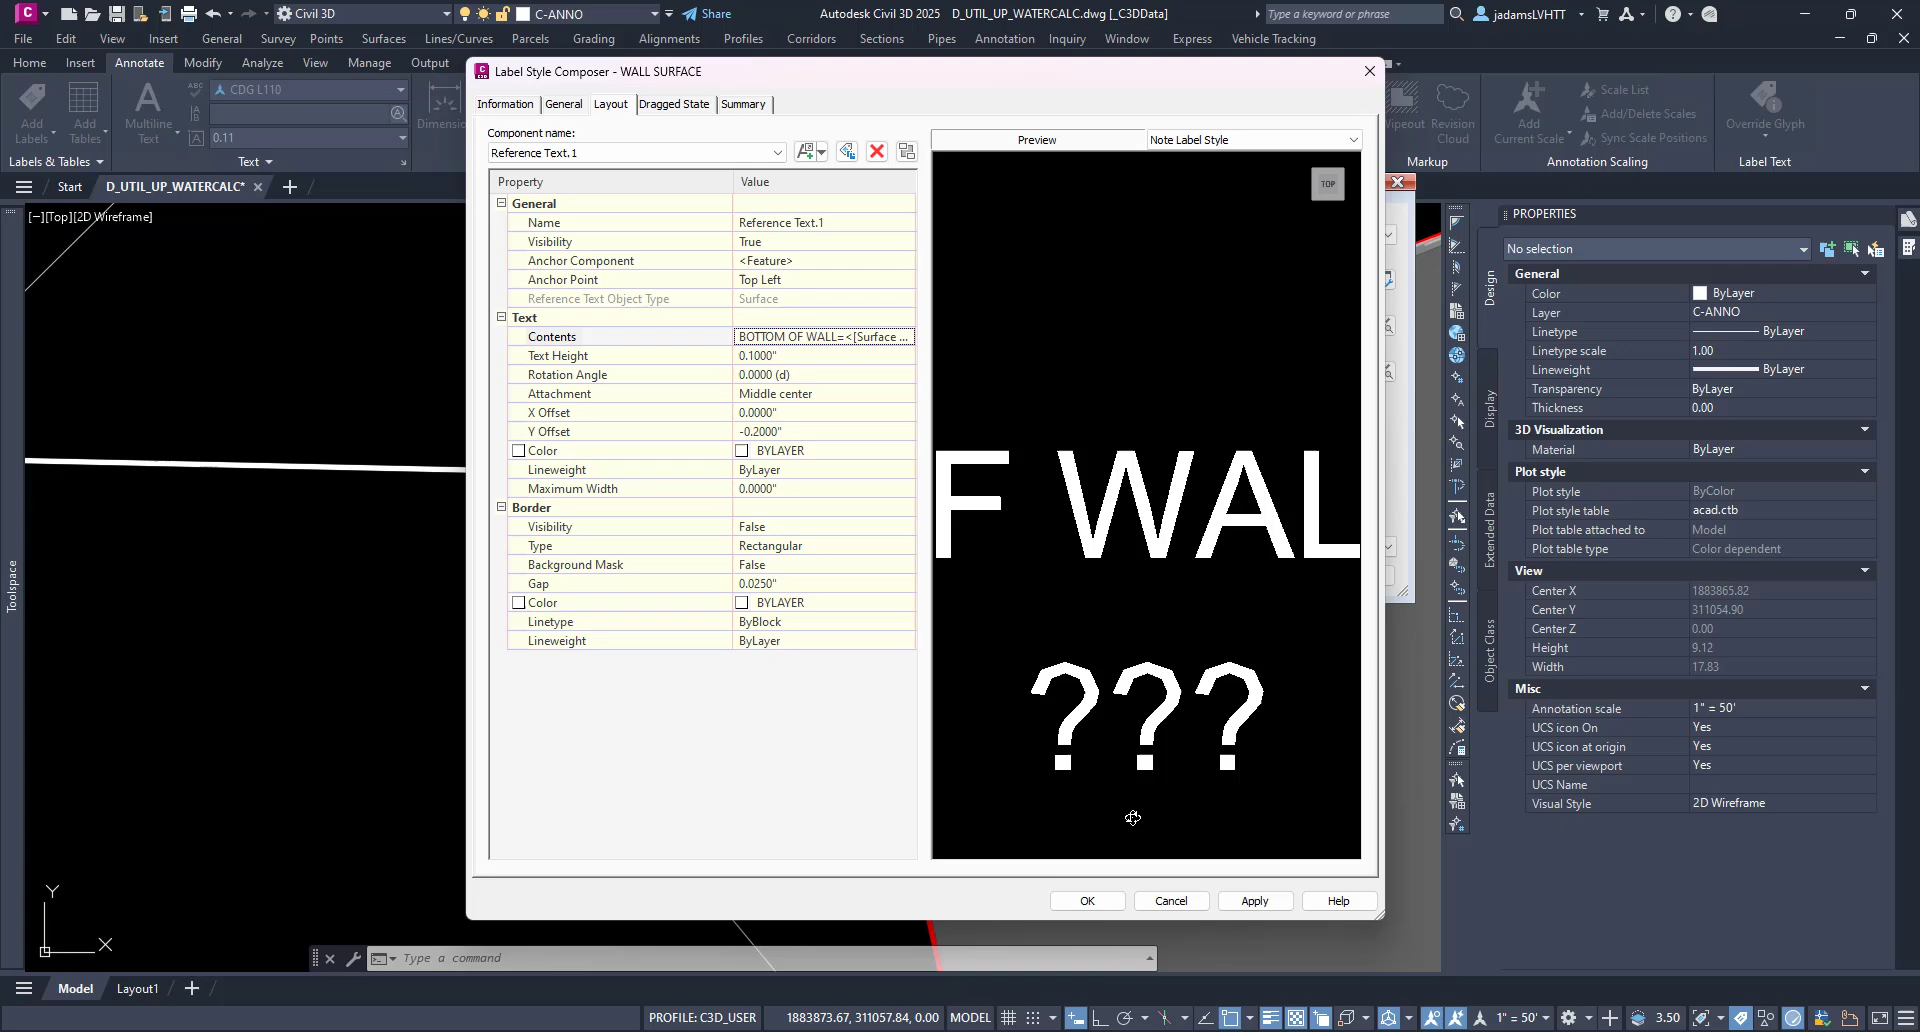 Civil 3D
C-ANNO
Share
Autodesk Civil 3D 2025 D_UTIL_UP_WATERCALC.dwg [_C3DData]
Type a keyword or phrase
jadamsLVHTT
File Edit View Insert General Survey Points Surfaces Lines/Curves Parcels Grading Alignments Profiles Corridors Sections Pipes Annotation Inquiry Window Express Vehicle Tracking
Home Insert Annotate Modify Analyze View Manage Output
Add Labels
Add Tables
Multiline Text
CDG L110
0.11
Dimension
Labels & Tables
Text
Wipeout
Revision Cloud
Add Current Scale
Scale List
Add/Delete Scales
Sync Scale Positions
Override Glyph
Markup
Annotation Scaling
Label Text
Start
D_UTIL_UP_WATERCALC*
[−][Top][2D Wireframe]
Toolspace
Label Style Composer - WALL SURFACE
Information General Layout Dragged State Summary
Component name:
Reference Text.1
Preview
Note Label Style
Property Value
General
Name Reference Text.1
Visibility True
Anchor Component <Feature>
Anchor Point Top Left
Reference Text Object Type Surface
Text
Contents BOTTOM OF WALL=<[Surface ...
Text Height 0.1000"
Rotation Angle 0.0000 (d)
Attachment Middle center
X Offset 0.0000"
Y Offset -0.2000"
Color BYLAYER
Lineweight ByLayer
Maximum Width 0.0000"
Border
Visibility False
Type Rectangular
Background Mask False
Gap 0.0250"
Color BYLAYER
Linetype ByBlock
Lineweight ByLayer
TOP
F WAL
???
OK Cancel Apply Help
PROPERTIES
No selection
Design
Display
Extended Data
Object Class
General
Color ByLayer
Layer C-ANNO
Linetype ByLayer
Linetype scale 1.00
Lineweight ByLayer
Transparency ByLayer
Thickness 0.00
3D Visualization
Material ByLayer
Plot style
Plot style ByColor
Plot style table acad.ctb
Plot table attached to Model
Plot table type Color dependent
View
Center X 1883865.82
Center Y 311054.90
Center Z 0.00
Height 9.12
Width 17.83
Misc
Annotation scale 1" = 50'
UCS icon On Yes
UCS icon at origin Yes
UCS per viewport Yes
UCS Name
Visual Style 2D Wireframe
Y
X
Type a command
Model Layout1
PROFILE: C3D_USER 1883873.67, 311057.84, 0.00 MODEL 1" = 50' 3.50